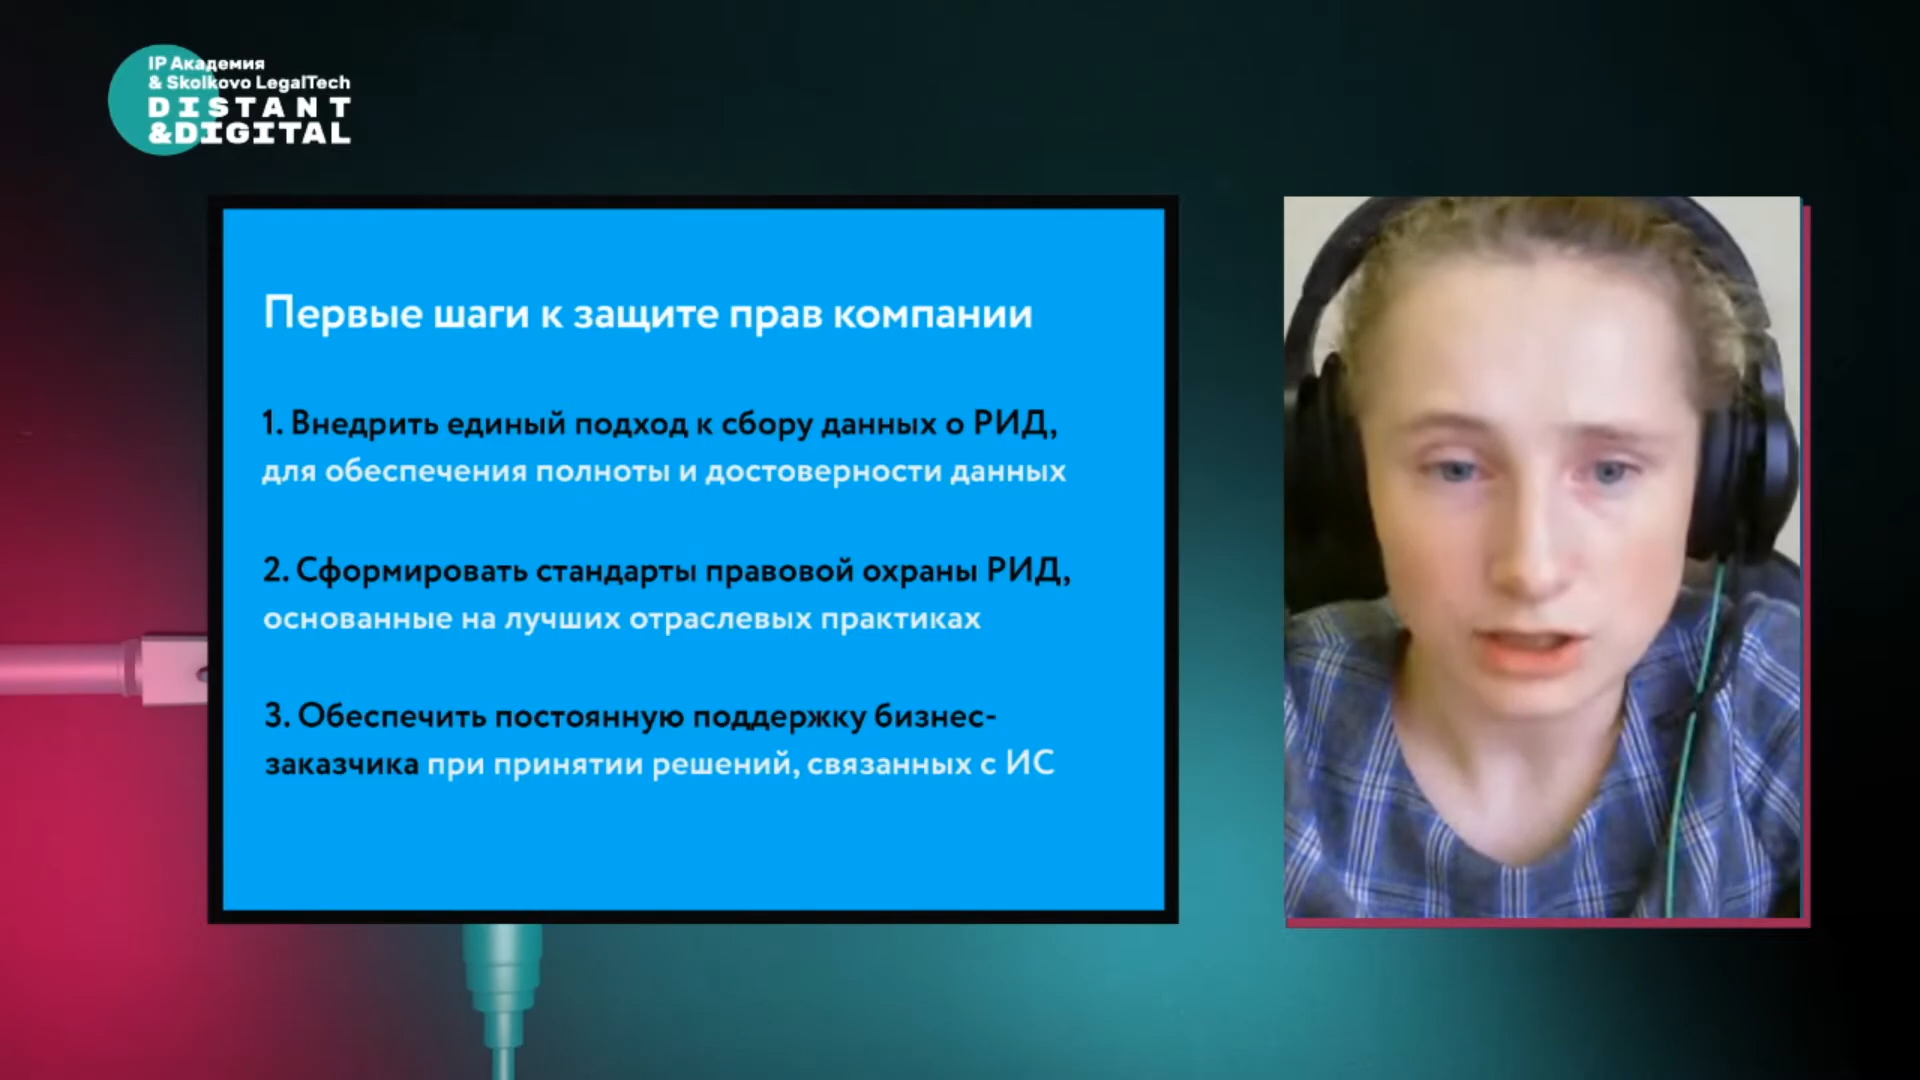 IP Академия
& Skolkovo LegalTech
DISTANT
&DIGITAL
Первые шаги к защите прав компании
1. Внедрить единый подход к сбору данных о РИД,
для обеспечения полноты и достоверности данных
2. Сформировать стандарты правовой охраны РИД,
основанные на лучших отраслевых практиках
3. Обеспечить постоянную поддержку бизнес-
заказчика при принятии решений, связанных с ИС